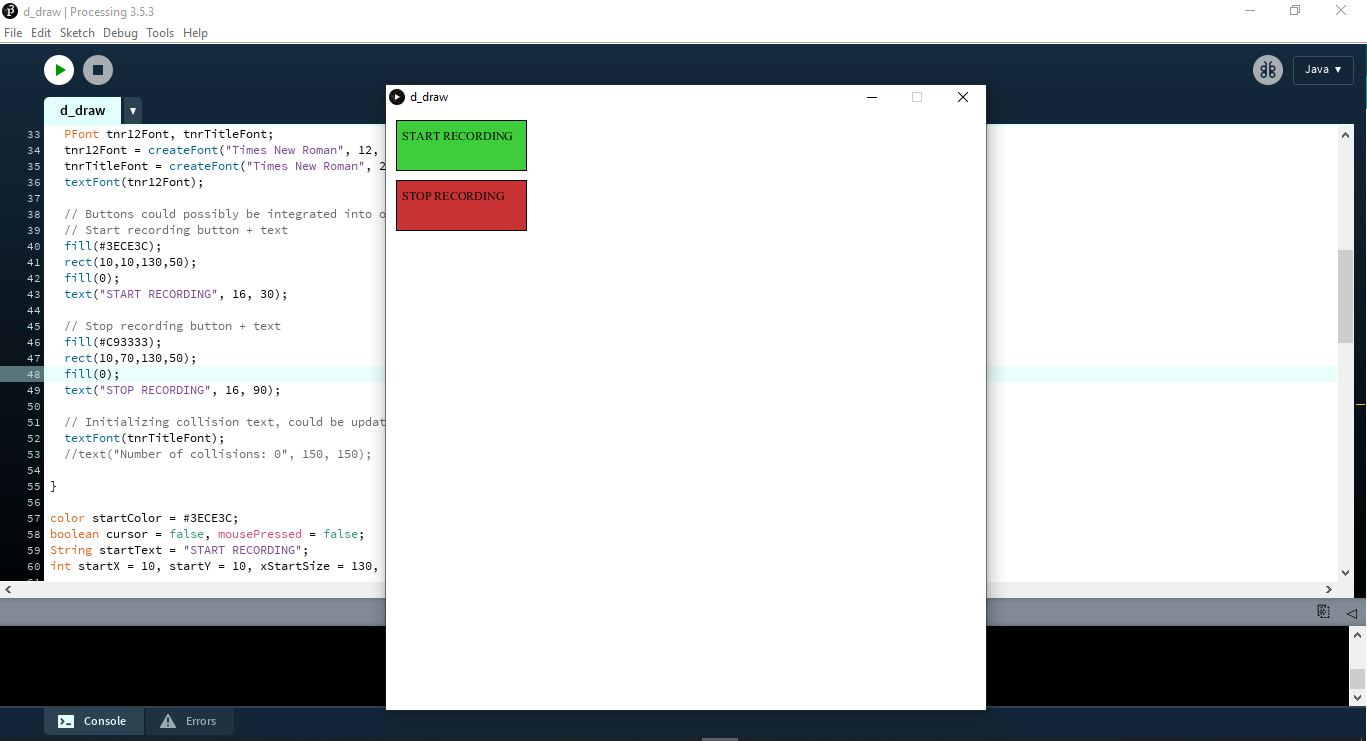 d_draw | Processing 3.5.3
File Edit Sketch Debug Tools Help
Java ▾
d_draw ▾
d_draw
START RECORDING
STOP RECORDING
33 PFont tnr12Font, tnrTitleFont;
34 tnr12Font = createFont("Times New Roman", 12,
35 tnrTitleFont = createFont("Times New Roman", 2
36 textFont(tnr12Font);
37
38 // Buttons could possibly be integrated into o
39 // Start recording button + text
40 fill(#3ECE3C);
41 rect(10,10,130,50);
42 fill(0);
43 text("START RECORDING", 16, 30);
44
45 // Stop recording button + text
46 fill(#C93333);
47 rect(10,70,130,50);
48 fill(0);
49 text("STOP RECORDING", 16, 90);
50
51 // Initializing collision text, could be updat
52 textFont(tnrTitleFont);
53 //text("Number of collisions: 0", 150, 150);
54
55 }
56
57 color startColor = #3ECE3C;
58 boolean cursor = false, mousePressed = false;
59 String startText = "START RECORDING";
60 int startX = 10, startY = 10, xStartSize = 130,
Console Errors